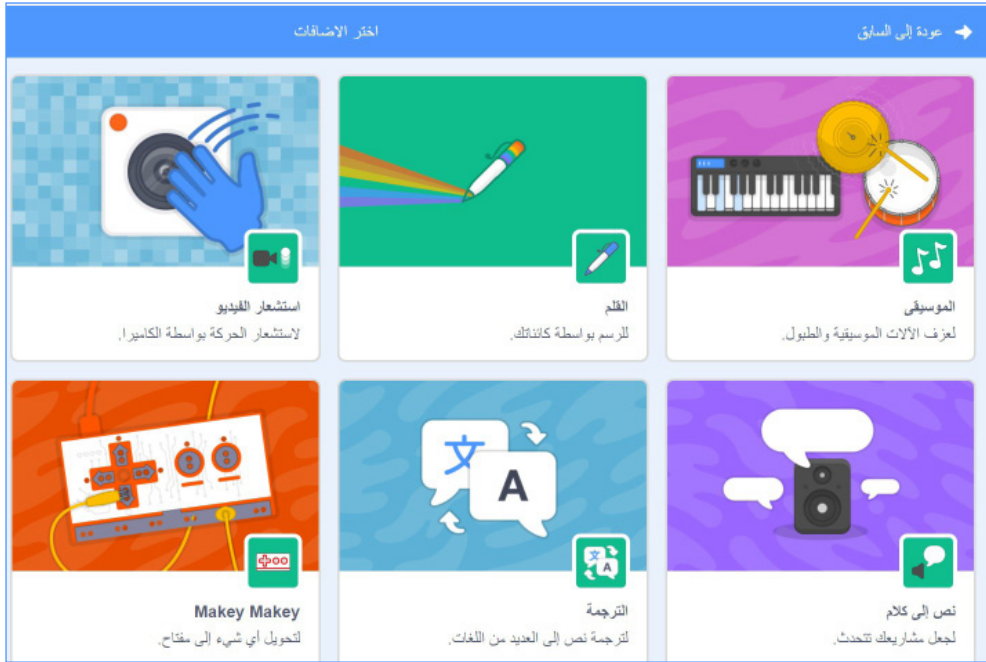 عودة إلى السابق
اختر الاضافات
الموسيقى
لعزف الآلات الموسيقية والطبول.
القلم
للرسم بواسطة كائناتك.
استشعار الفيديو
لاستشعار الحركة بواسطة الكاميرا.
文
A
文
A
نص إلى كلام
لجعل مشاريعك تتحدث.
الترجمة
لترجمة نص إلى العديد من اللغات.
Makey Makey
لتحويل أي شيء إلى مفتاح.